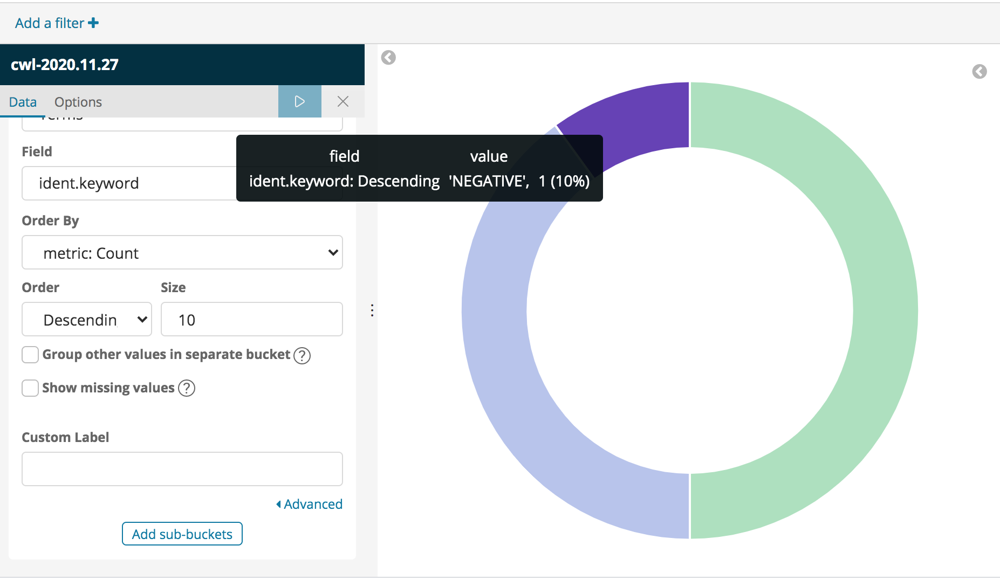 Add a filter +
cwl-2020.11.27
Data Options
Terms
Field
ident.keyword
field value
ident.keyword: Descending 'NEGATIVE', 1 (10%)
Order By
metric: Count
Order Size
Descendin 10
Group other values in separate bucket ?
Show missing values ?
Custom Label
Advanced
Add sub-buckets